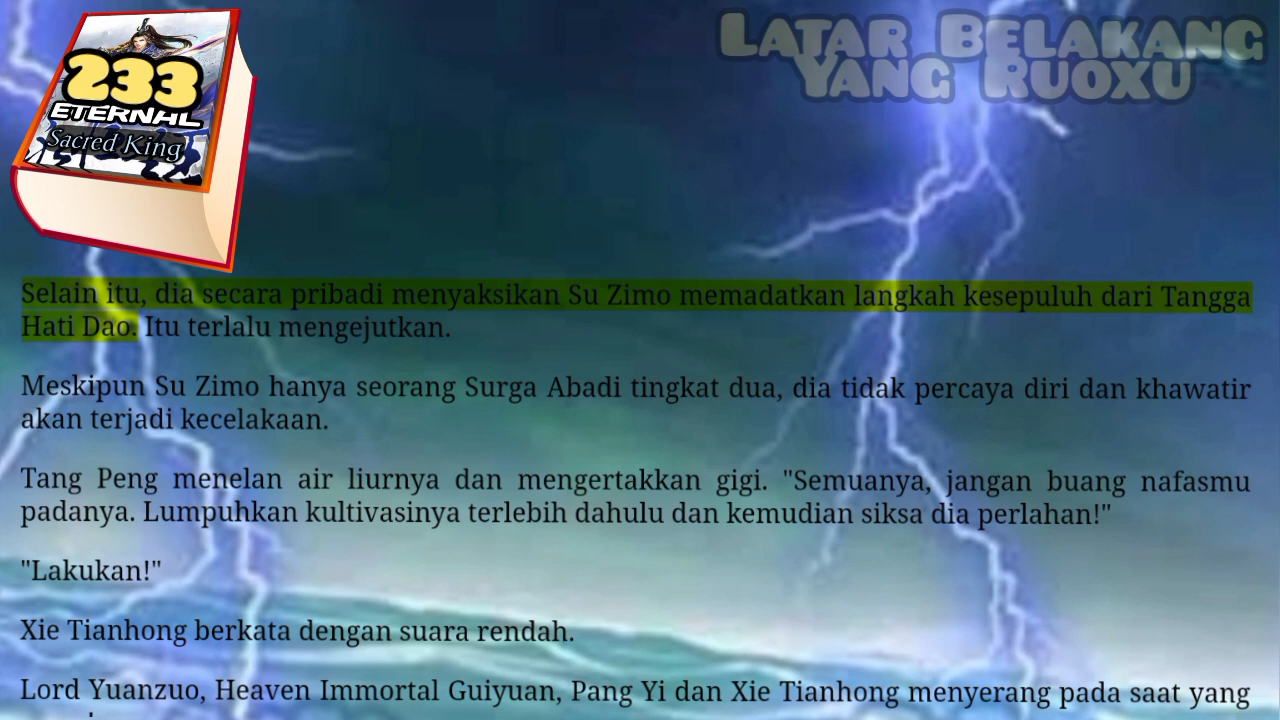 233
ETERNAL
Sacred King
LATAR BELAKANG
YANG RUOXU
Selain itu, dia secara pribadi menyaksikan Su Zimo memadatkan langkah kesepuluh dari Tangga
Hati Dao. Itu terlalu mengejutkan.
Meskipun Su Zimo hanya seorang Surga Abadi tingkat dua, dia tidak percaya diri dan khawatir
akan terjadi kecelakaan.
Tang Peng menelan air liurnya dan mengertakkan gigi. "Semuanya, jangan buang nafasmu
padanya. Lumpuhkan kultivasinya terlebih dahulu dan kemudian siksa dia perlahan!"
"Lakukan!"
Xie Tianhong berkata dengan suara rendah.
Lord Yuanzuo, Heaven Immortal Guiyuan, Pang Yi dan Xie Tianhong menyerang pada saat yang